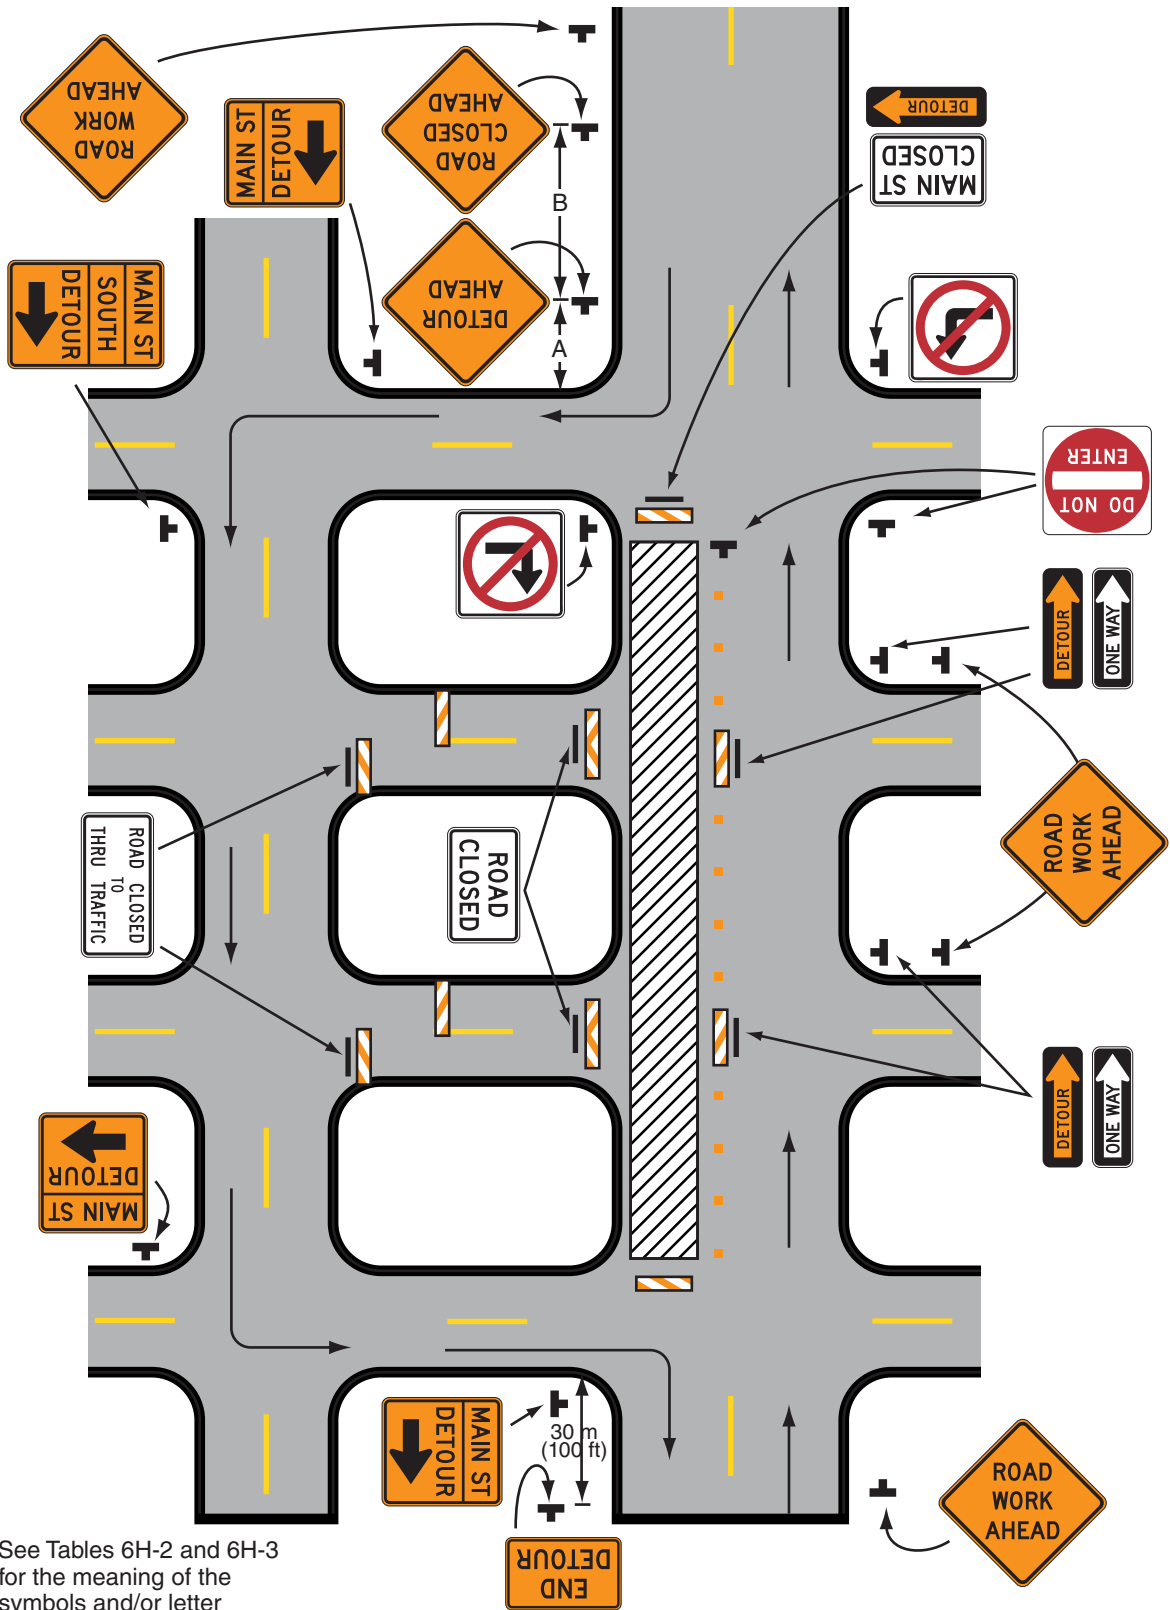 ROAD
WORK
AHEAD
MAIN ST
DETOUR
ROAD
CLOSED
AHEAD
DETOUR
MAIN ST
CLOSED
B
MAIN ST
SOUTH
DETOUR
DETOUR
AHEAD
A
DO NOT
ENTER
DETOUR
ONE WAY
ROAD
WORK
AHEAD
ROAD CLOSED
TO
THRU TRAFFIC
ROAD
CLOSED
DETOUR
ONE WAY
MAIN ST
DETOUR
MAIN ST
DETOUR
30 m
(100 ft)
END
DETOUR
ROAD
WORK
AHEAD
See Tables 6H-2 and 6H-3
for the meaning of the
symbols and/or letter